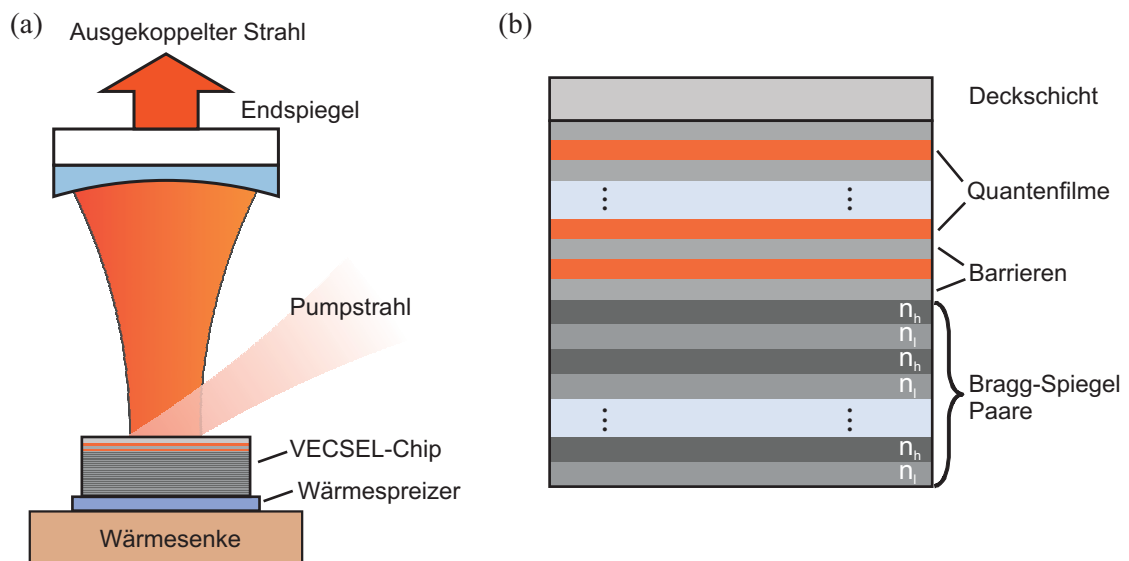 (a)
Ausgekoppelter Strahl
Endspiegel
Pumpstrahl
VECSEL-Chip
Wärmespreizer
Wärmesenke
(b)
Deckschicht
Quantenfilme
Barrieren
n_h
n_l
n_h
n_l
Bragg-Spiegel
Paare
n_h
n_l